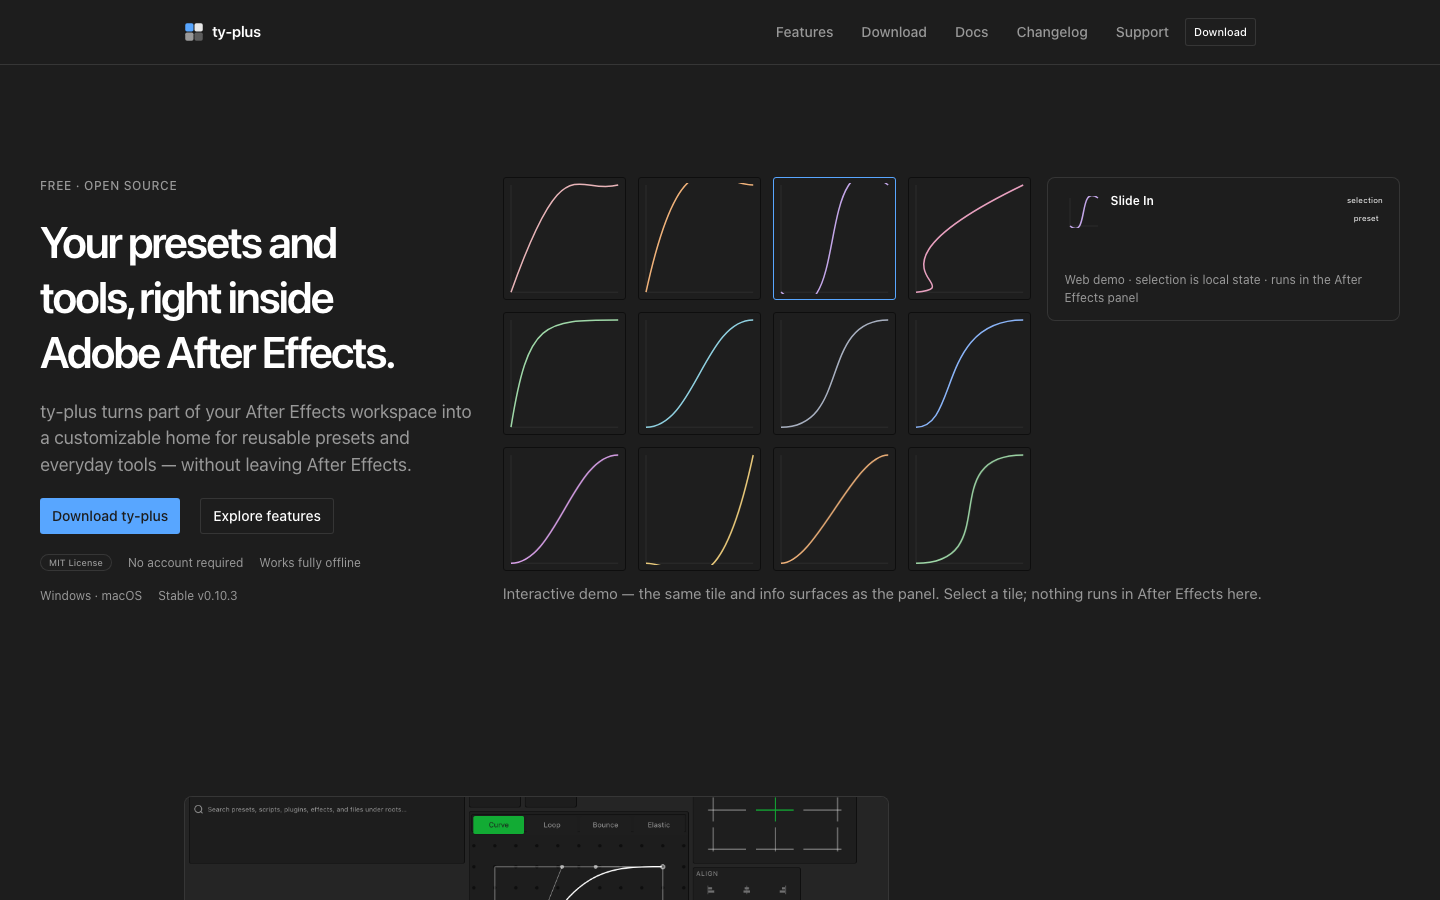 ty-plus
Features
Download
Docs
Changelog
Support
Download
FREE · OPEN SOURCE
Your presets and
tools, right inside
Adobe After Effects.
ty-plus turns part of your After Effects workspace into
a customizable home for reusable presets and
everyday tools — without leaving After Effects.
Download ty-plus
Explore features
MIT License
No account required
Works fully offline
Windows · macOS
Stable v0.10.3
Slide In
selection
preset
Web demo · selection is local state · runs in the After
Effects panel
Interactive demo — the same tile and info surfaces as the panel. Select a tile; nothing runs in After Effects here.
Search presets, scripts, plugins, effects, and files under roots...
Curve
Loop
Bounce
Elastic
ALIGN